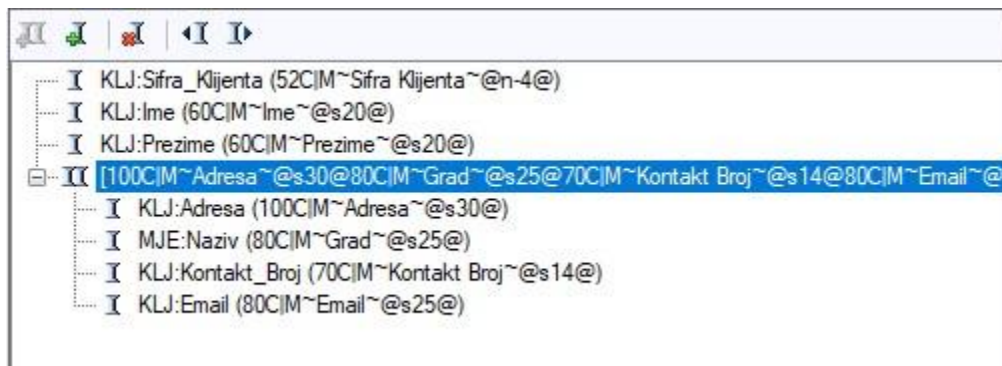 KLJ:Sifra_Klijenta (52C|M~Sifra Klijenta~@n-4@)
KLJ:Ime (60C|M~Ime~@s20@)
KLJ:Prezime (60C|M~Prezime~@s20@)
[100C|M~Adresa~@s30@80C|M~Grad~@s25@70C|M~Kontakt Broj~@s14@80C|M~Email~@
KLJ:Adresa (100C|M~Adresa~@s30@)
MJE:Naziv (80C|M~Grad~@s25@)
KLJ:Kontakt_Broj (70C|M~Kontakt Broj~@s14@)
KLJ:Email (80C|M~Email~@s25@)